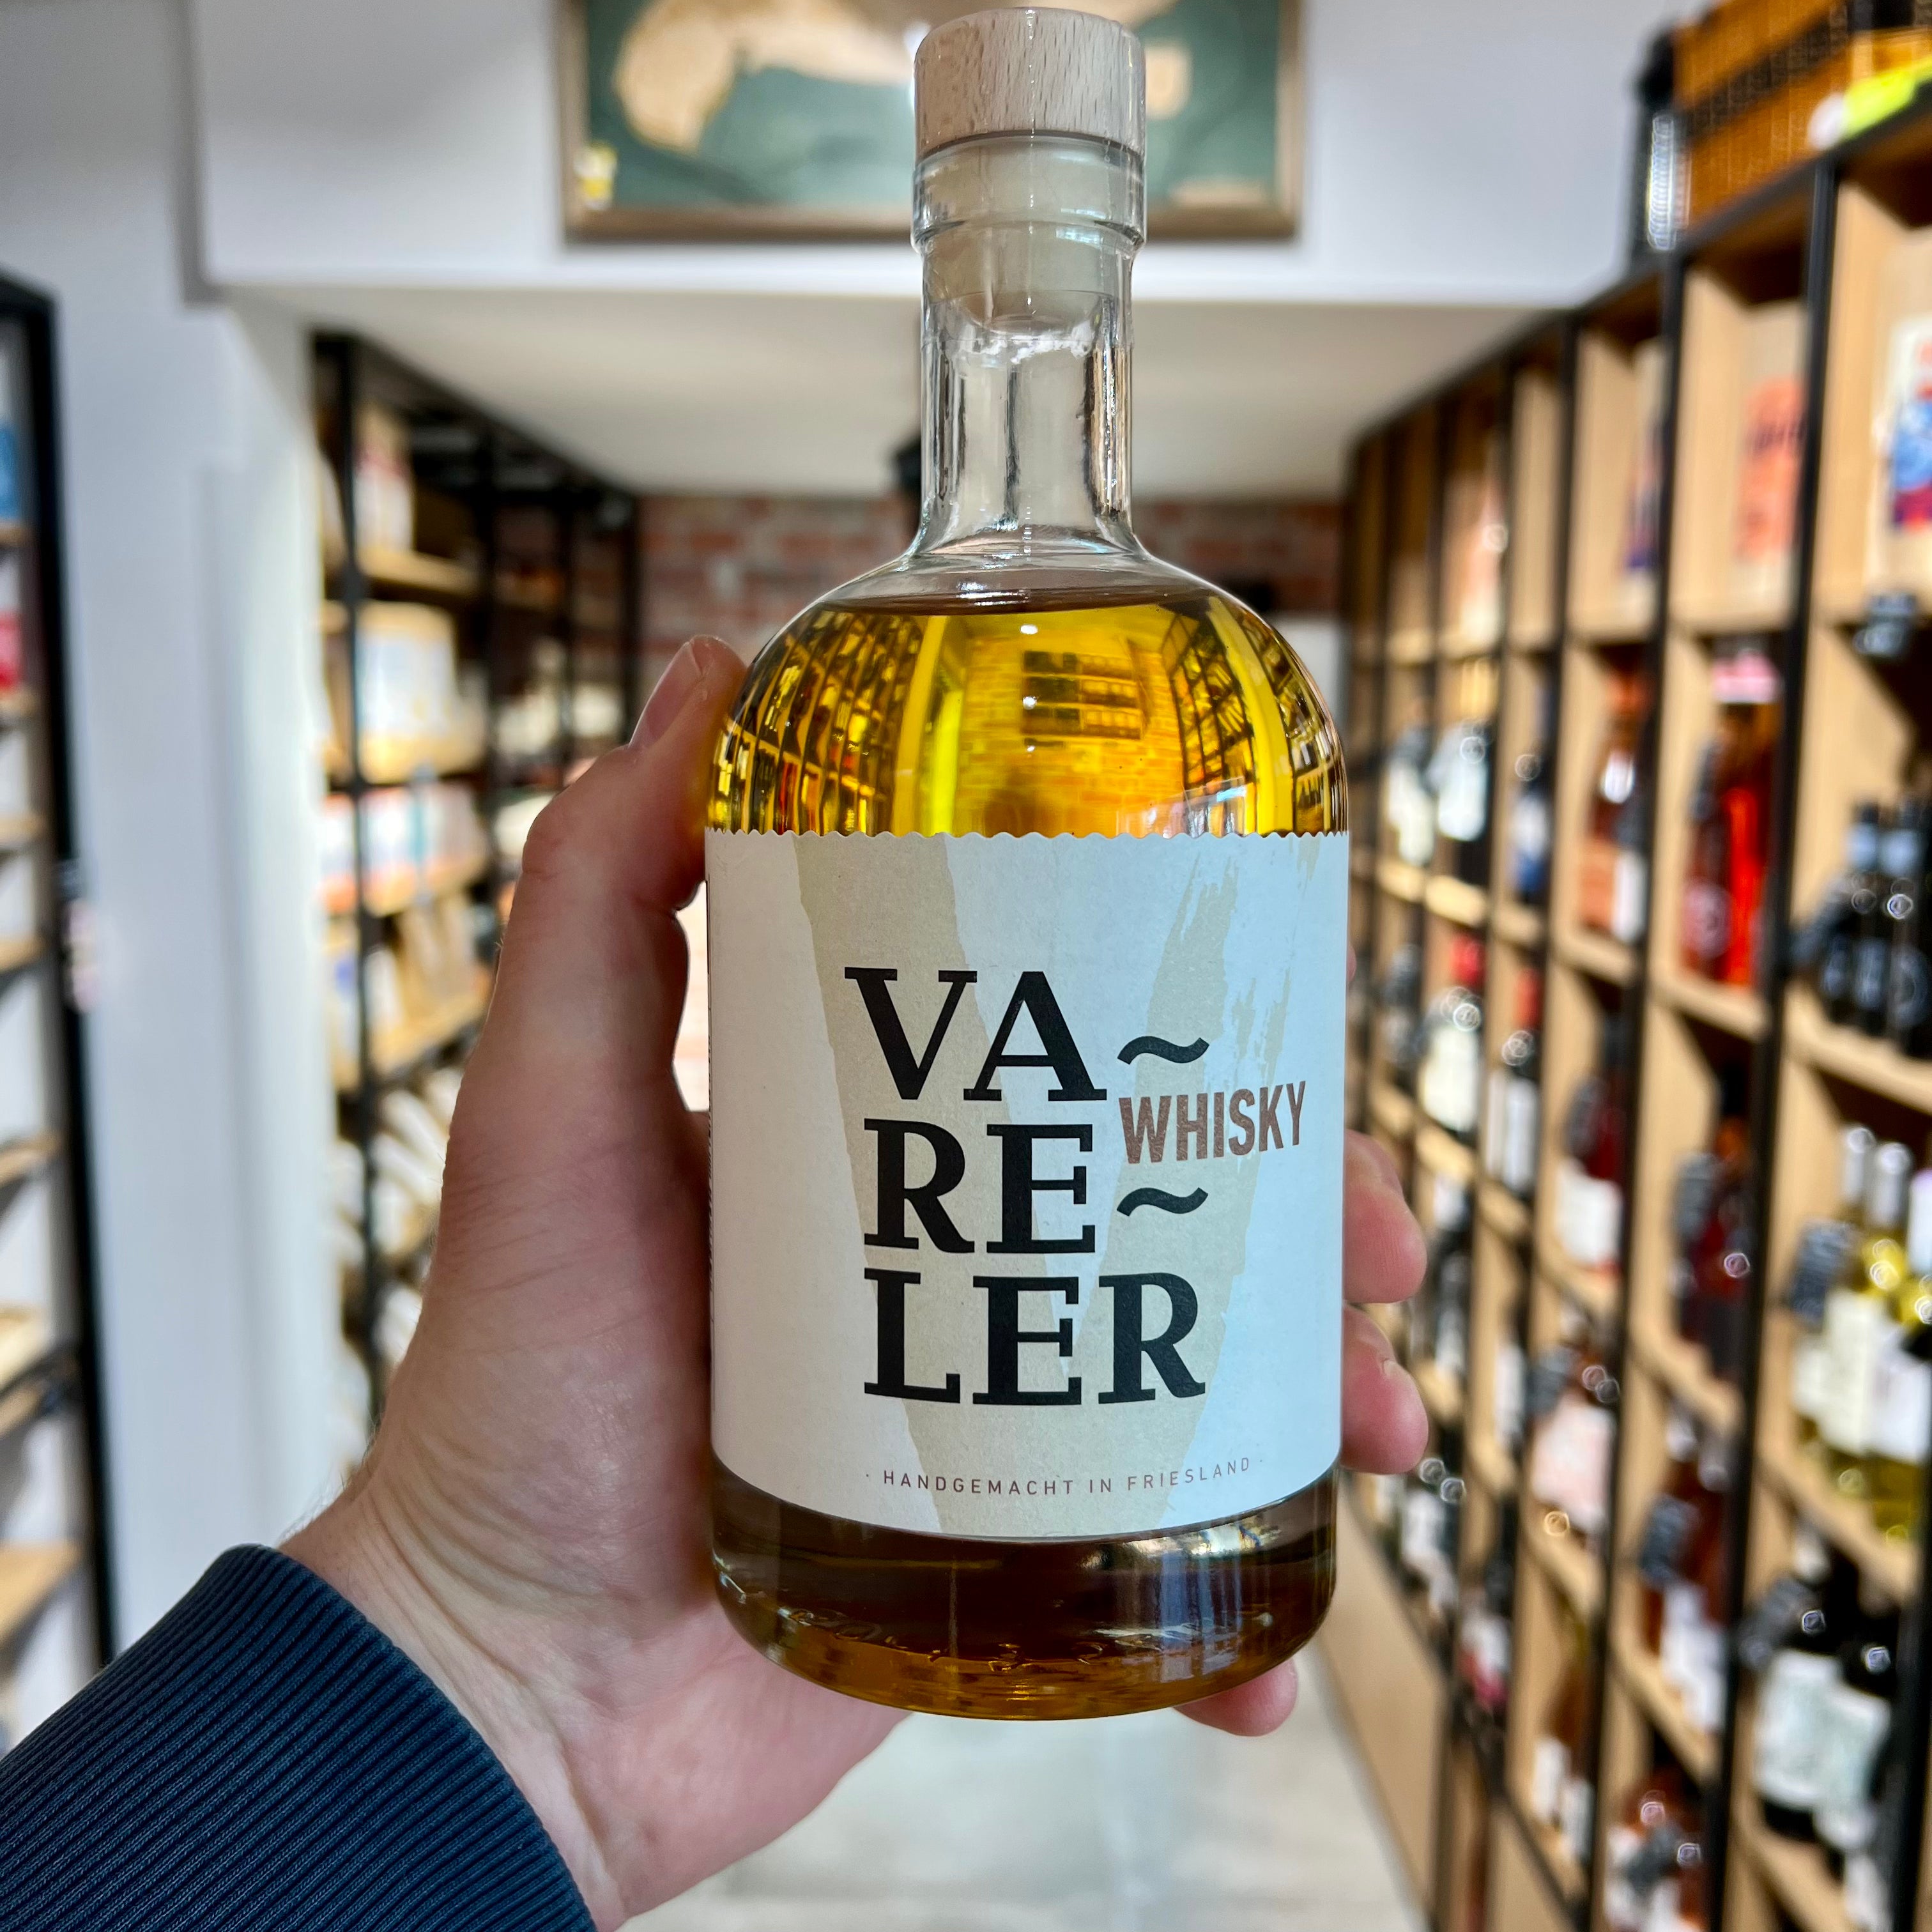 VA~
WHISKY
RE~
LER
· HANDGEMACHT IN FRIESLAND ·